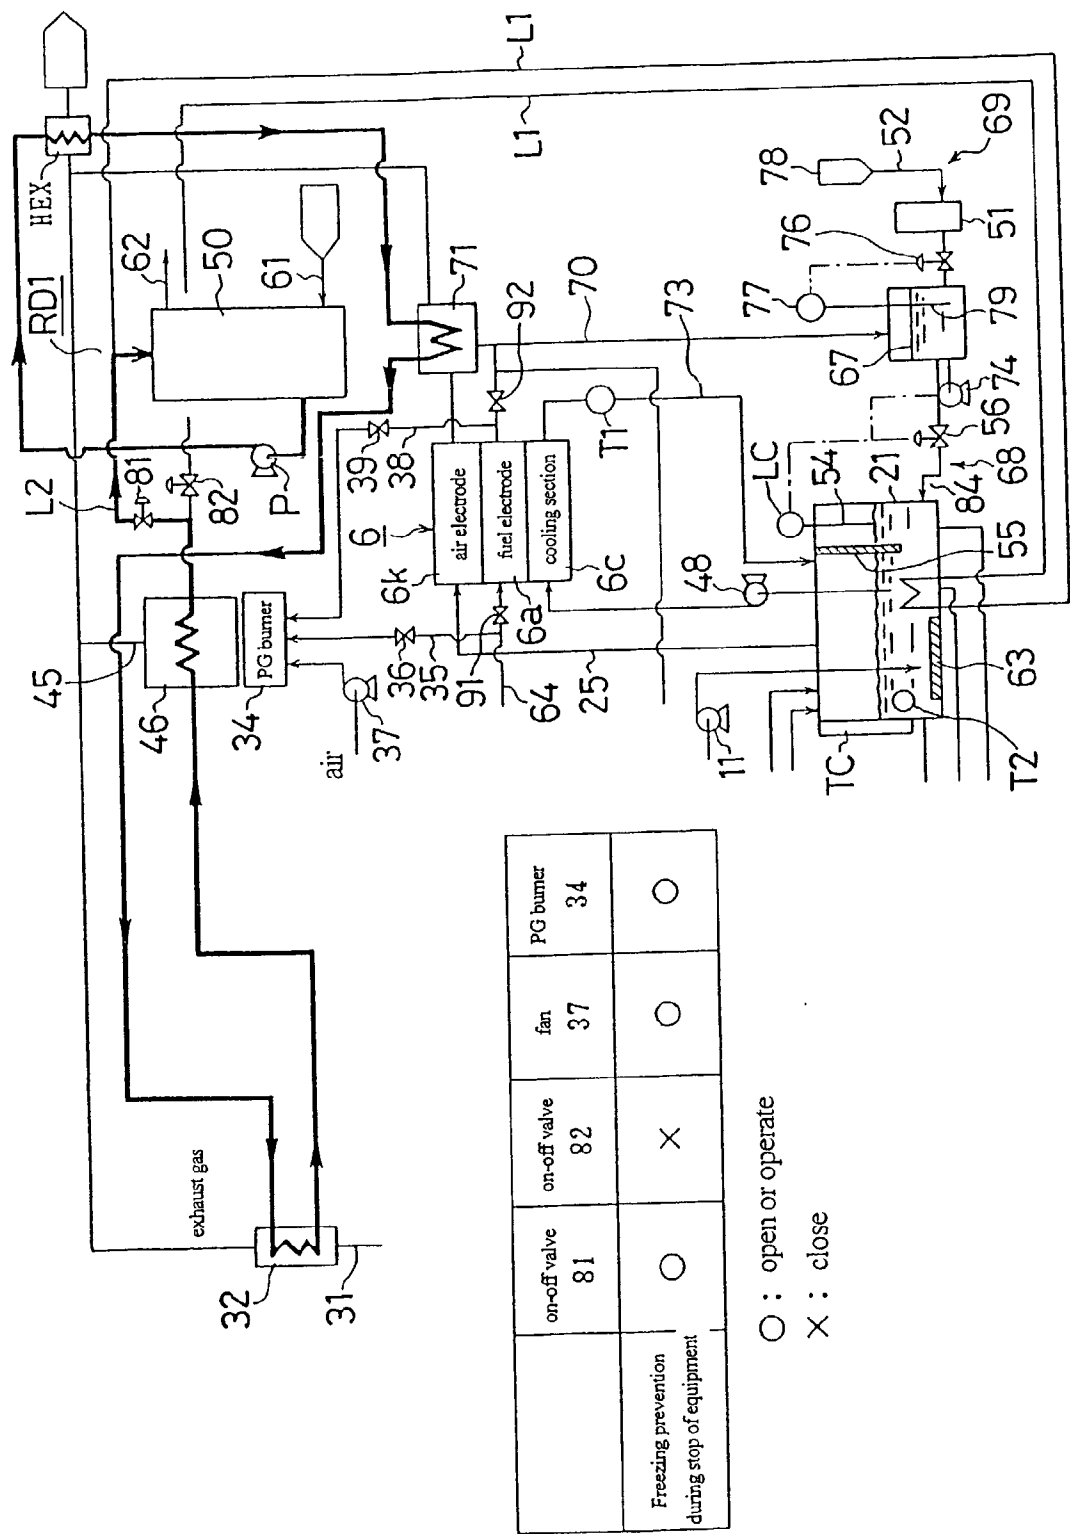 L1
L1
HEX
RD1
62
50
61
71
92
70
73
78
52
69
76
77
51
67
79
74
56
68
84
LC
54
21
55
63
T2
TC
L2
81
82
P
39
38
6
6k
air electrode
fuel electrode
cooling section
6a
6c
T1
48
45
46
34
PG burner
36
35
91
64
25
air
37
11
exhaust gas
32
31
on-off valve 81
on-off valve 82
fan 37
PG burner 34
Freezing prevention
during stop of equipment
○ × ○ ○
○ : open or operate
× : close